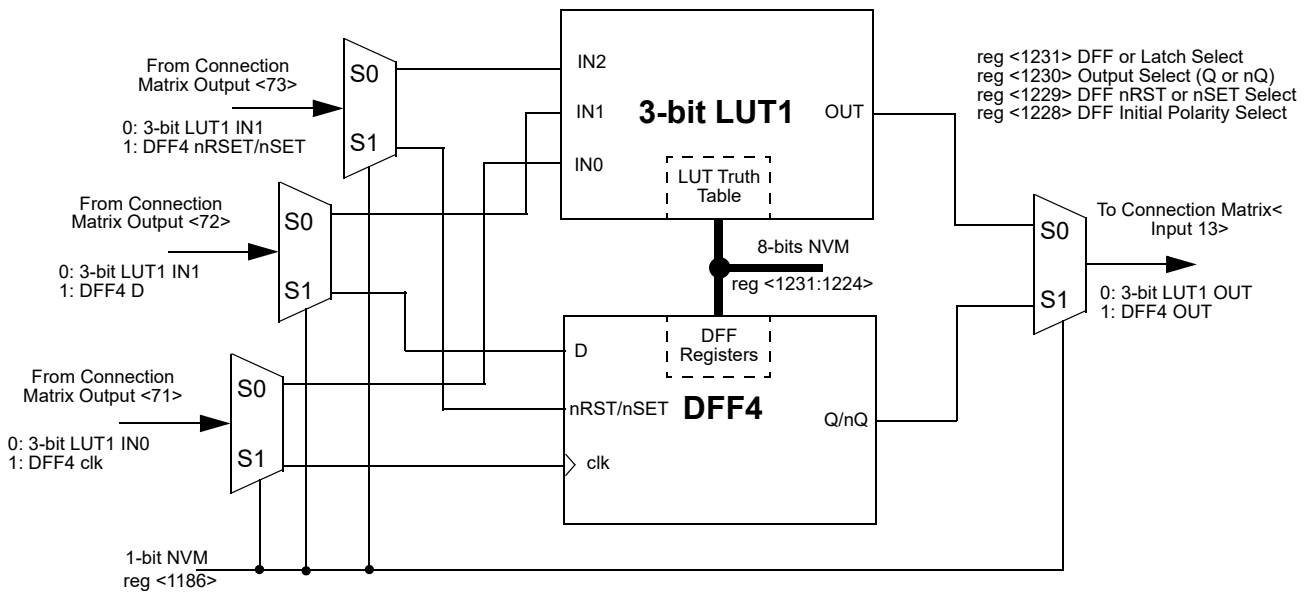 From Connection
Matrix Output <73>
0: 3-bit LUT1 IN1
1: DFF4 nRSET/nSET
S0
S1
From Connection
Matrix Output <72>
0: 3-bit LUT1 IN1
1: DFF4 D
S0
S1
From Connection
Matrix Output <71>
0: 3-bit LUT1 IN0
1: DFF4 clk
S0
S1
1-bit NVM
reg <1186>
IN2
IN1
IN0
3-bit LUT1
OUT
LUT Truth
Table
8-bits NVM
reg <1231:1224>
DFF
Registers
D
nRST/nSET
DFF4
clk
Q/nQ
reg <1231> DFF or Latch Select
reg <1230> Output Select (Q or nQ)
reg <1229> DFF nRST or nSET Select
reg <1228> DFF Initial Polarity Select
S0
S1
To Connection Matrix<
Input 13>
0: 3-bit LUT1 OUT
1: DFF4 OUT